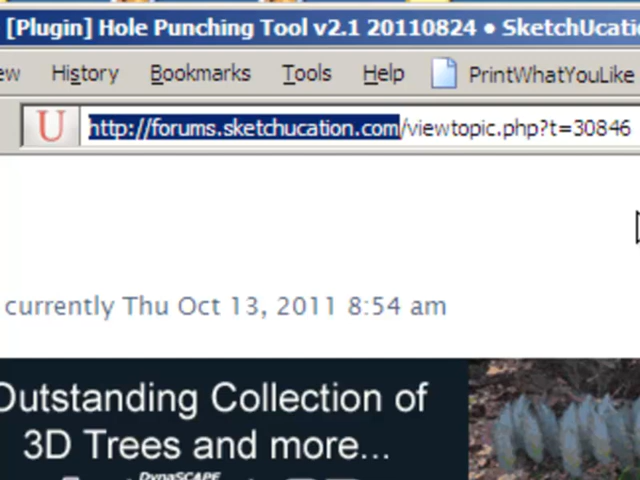 [Plugin] Hole Punching Tool v2.1 20110824 • SketchUcati
ew History Bookmarks Tools Help PrintWhatYouLike
U http://forums.sketchucation.com/viewtopic.php?t=30846
currently Thu Oct 13, 2011 8:54 am
Outstanding Collection of
3D Trees and more...
DynaSCAPE